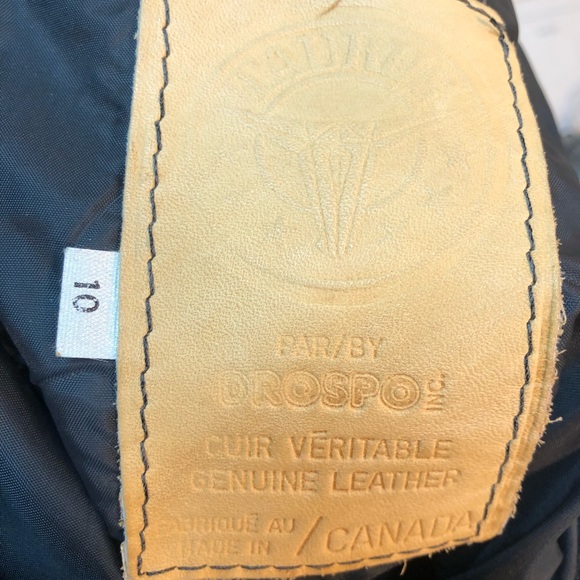 PAR/BY
DROSPO INC.
CUIR VÉRITABLE
GENUINE LEATHER
FABRIQUÉ AU
MADE IN / CANADA
10